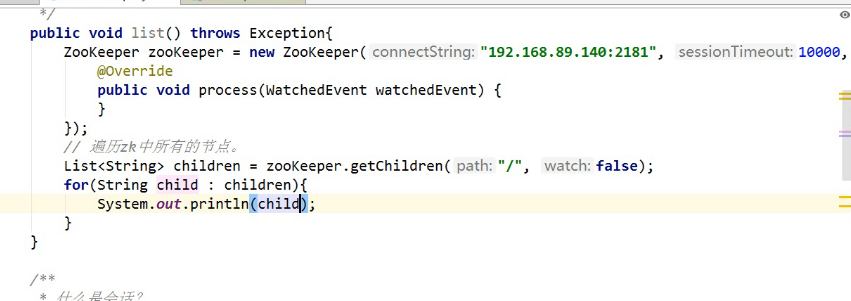 */
public void list() throws Exception{
ZooKeeper zooKeeper = new ZooKeeper( connectString: "192.168.89.140:2181", sessionTimeout: 10000,
@Override
public void process(WatchedEvent watchedEvent) {
}
});
// 遍历zk中所有的节点。
List<String> children = zooKeeper.getChildren( path: "/", watch: false);
for(String child : children){
System.out.println(child);
}
}
/**
* 什么是会话?